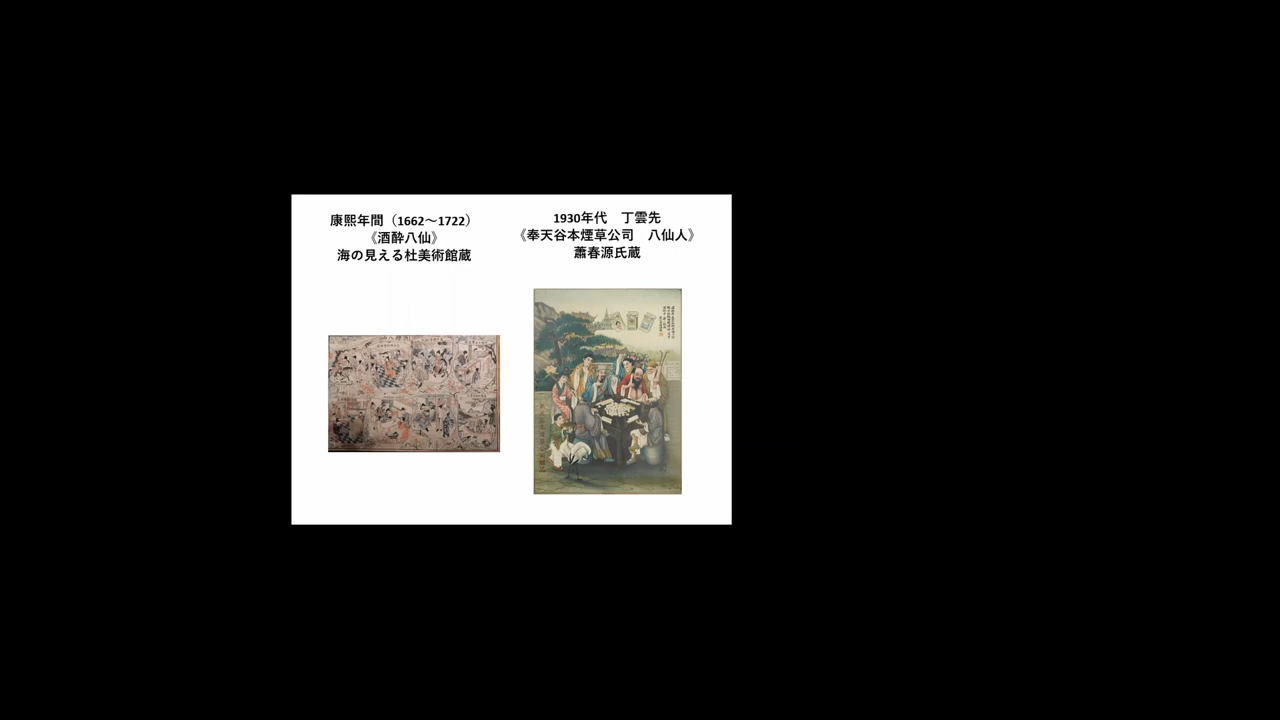 康熙年間（1662～1722）
《酒酔八仙》
海の見える杜美術館蔵
1930年代　丁雲先
《奉天谷本煙草公司　八仙人》
蕭春源氏蔵